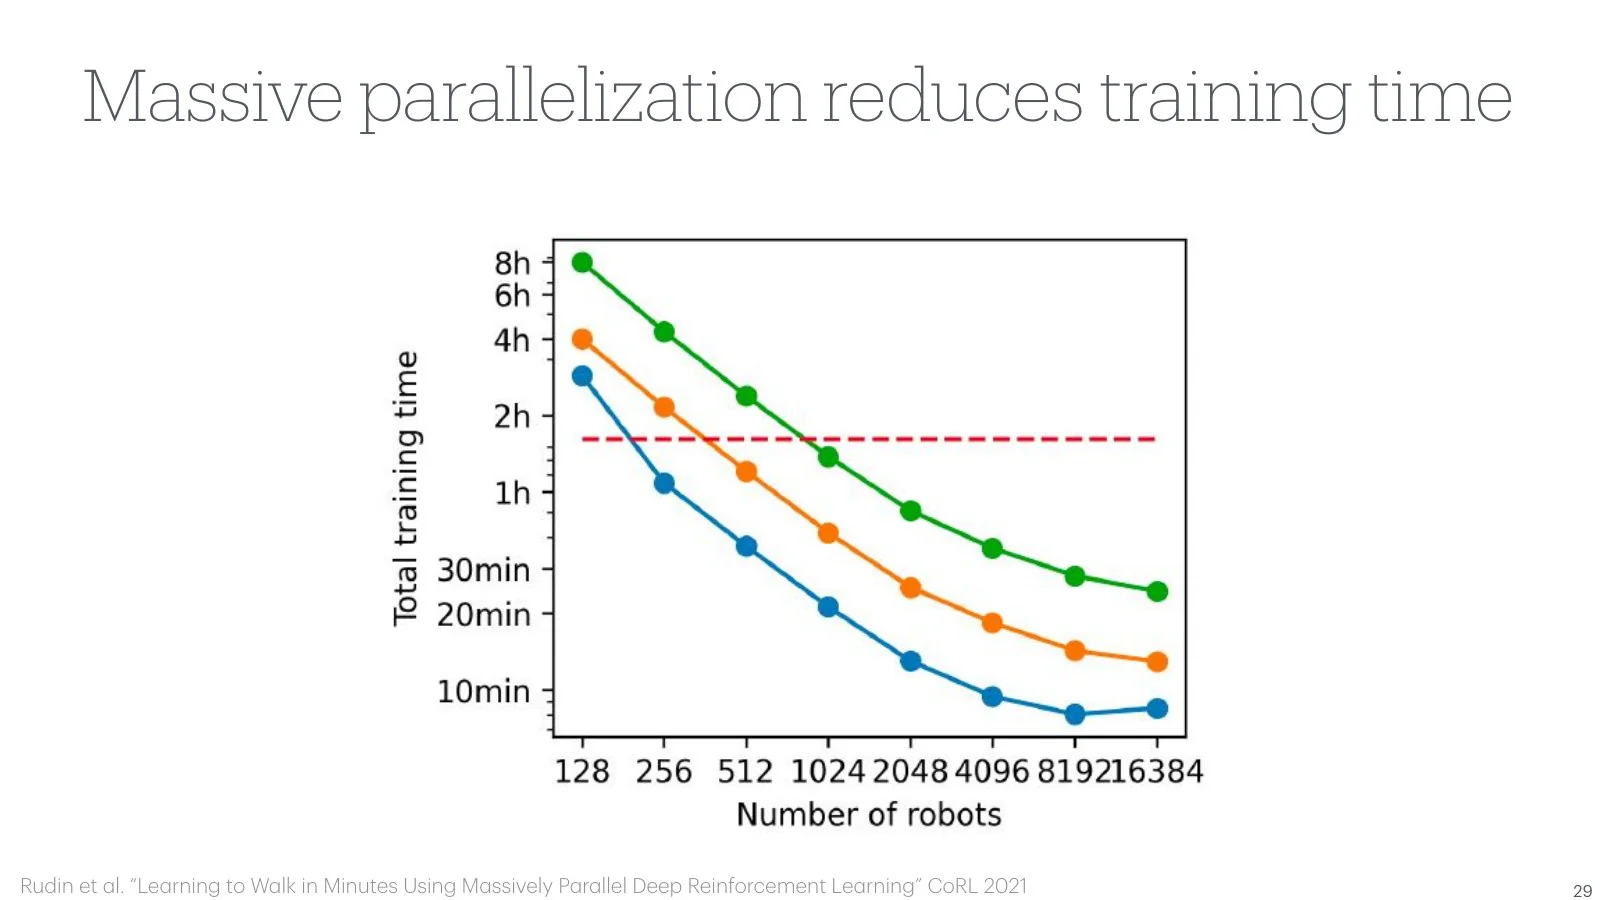 Massive parallelization reduces training time
8h
6h
4h
2h
1h
30min
20min
10min
Total training time
128 256 512 1024 2048 4096 8192 16384
Number of robots
Rudin et al. “Learning to Walk in Minutes Using Massively Parallel Deep Reinforcement Learning” CoRL 2021
29